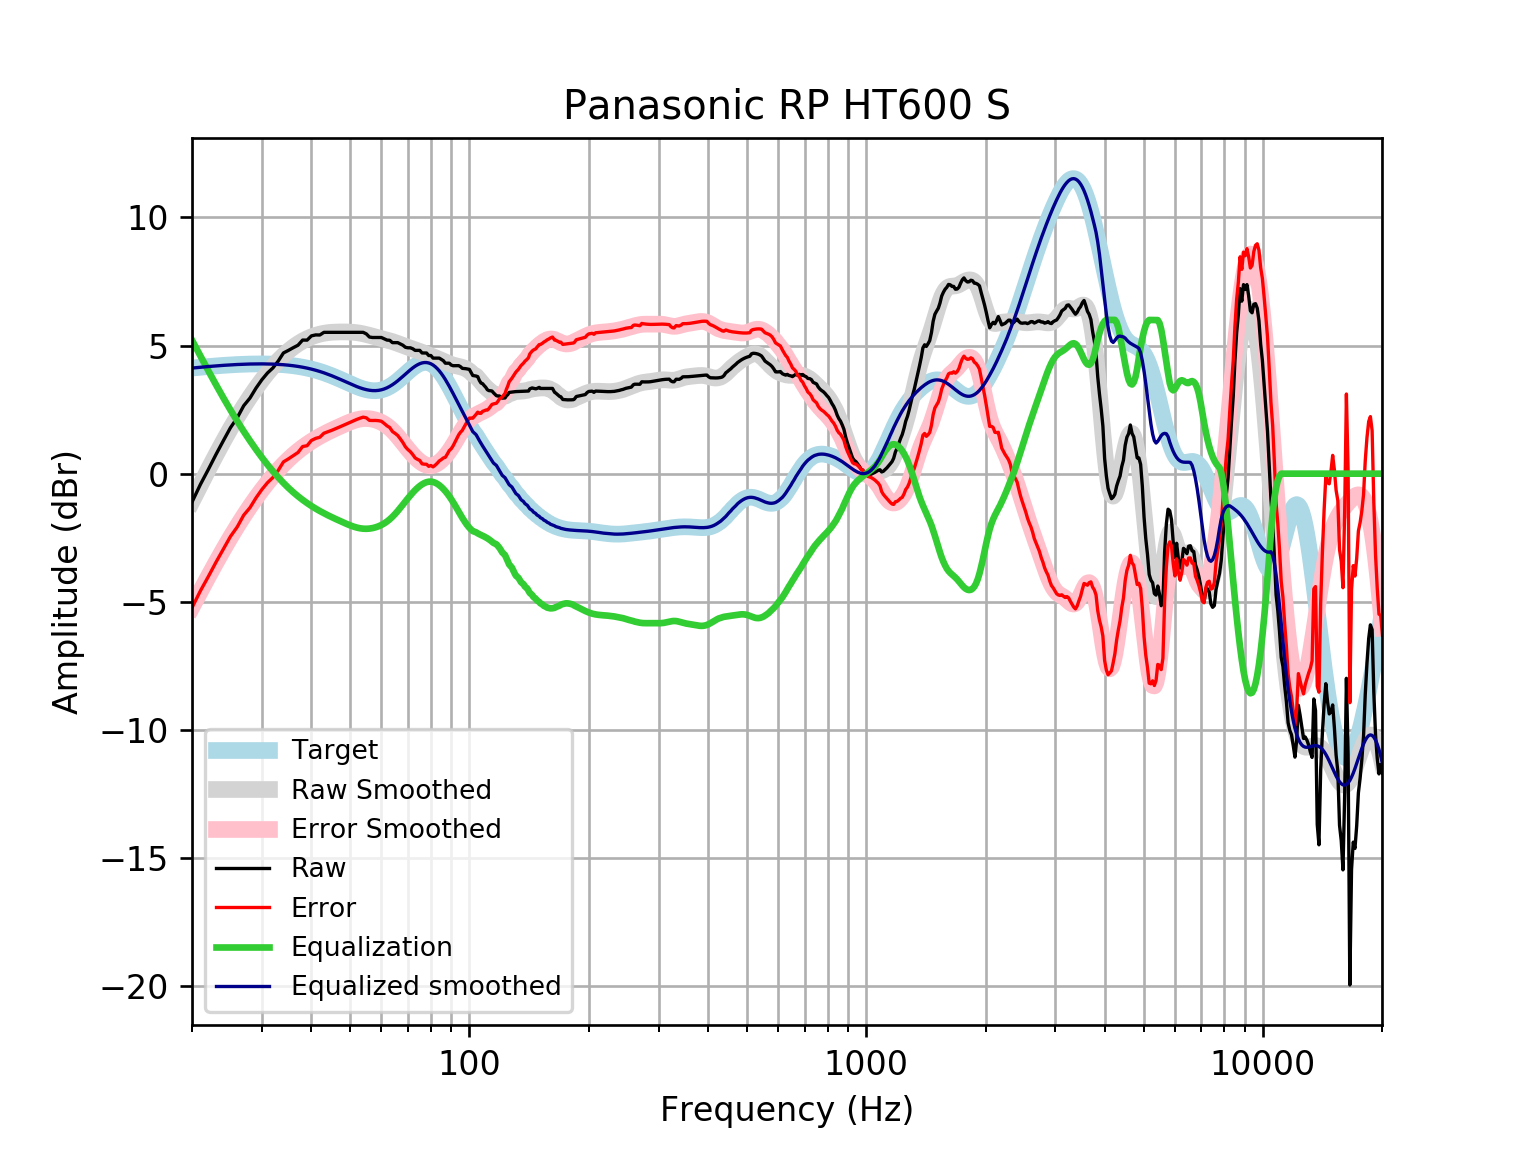 Panasonic RP HT600 S
Amplitude (dBr)
10
5
0
−5
−10
−15
−20
Target
Raw Smoothed
Error Smoothed
Raw
Error
Equalization
Equalized smoothed
100
1000
10000
Frequency (Hz)